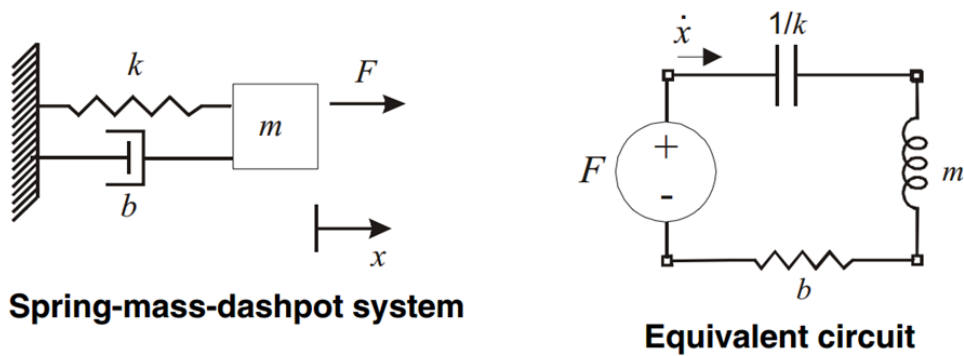 k
F
m
b
x
Spring-mass-dashpot system
ẋ
1/k
F
+
-
m
b
Equivalent circuit